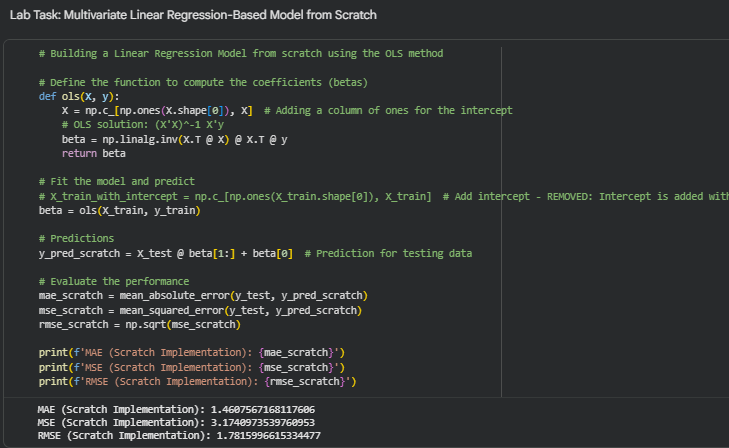 Lab Task: Multivariate Linear Regression-Based Model from Scratch
# Building a Linear Regression Model from scratch using the OLS method
# Define the function to compute the coefficients (betas)
def ols(X, y):
X = np.c_[np.ones(X.shape[0]), X]  # Adding a column of ones for the intercept
# OLS solution: (X'X)^-1 X'y
beta = np.linalg.inv(X.T @ X) @ X.T @ y
return beta
# Fit the model and predict
# X_train_with_intercept = np.c_[np.ones(X_train.shape[0]), X_train]  # Add intercept - REMOVED: Intercept is added with
beta = ols(X_train, y_train)
# Predictions
y_pred_scratch = X_test @ beta[1:] + beta[0]  # Prediction for testing data
# Evaluate the performance
mae_scratch = mean_absolute_error(y_test, y_pred_scratch)
mse_scratch = mean_squared_error(y_test, y_pred_scratch)
rmse_scratch = np.sqrt(mse_scratch)
print(f'MAE (Scratch Implementation): {mae_scratch}')
print(f'MSE (Scratch Implementation): {mse_scratch}')
print(f'RMSE (Scratch Implementation): {rmse_scratch}')
MAE (Scratch Implementation): 1.4607567168117606
MSE (Scratch Implementation): 3.1740973539760953
RMSE (Scratch Implementation): 1.7815996615334477